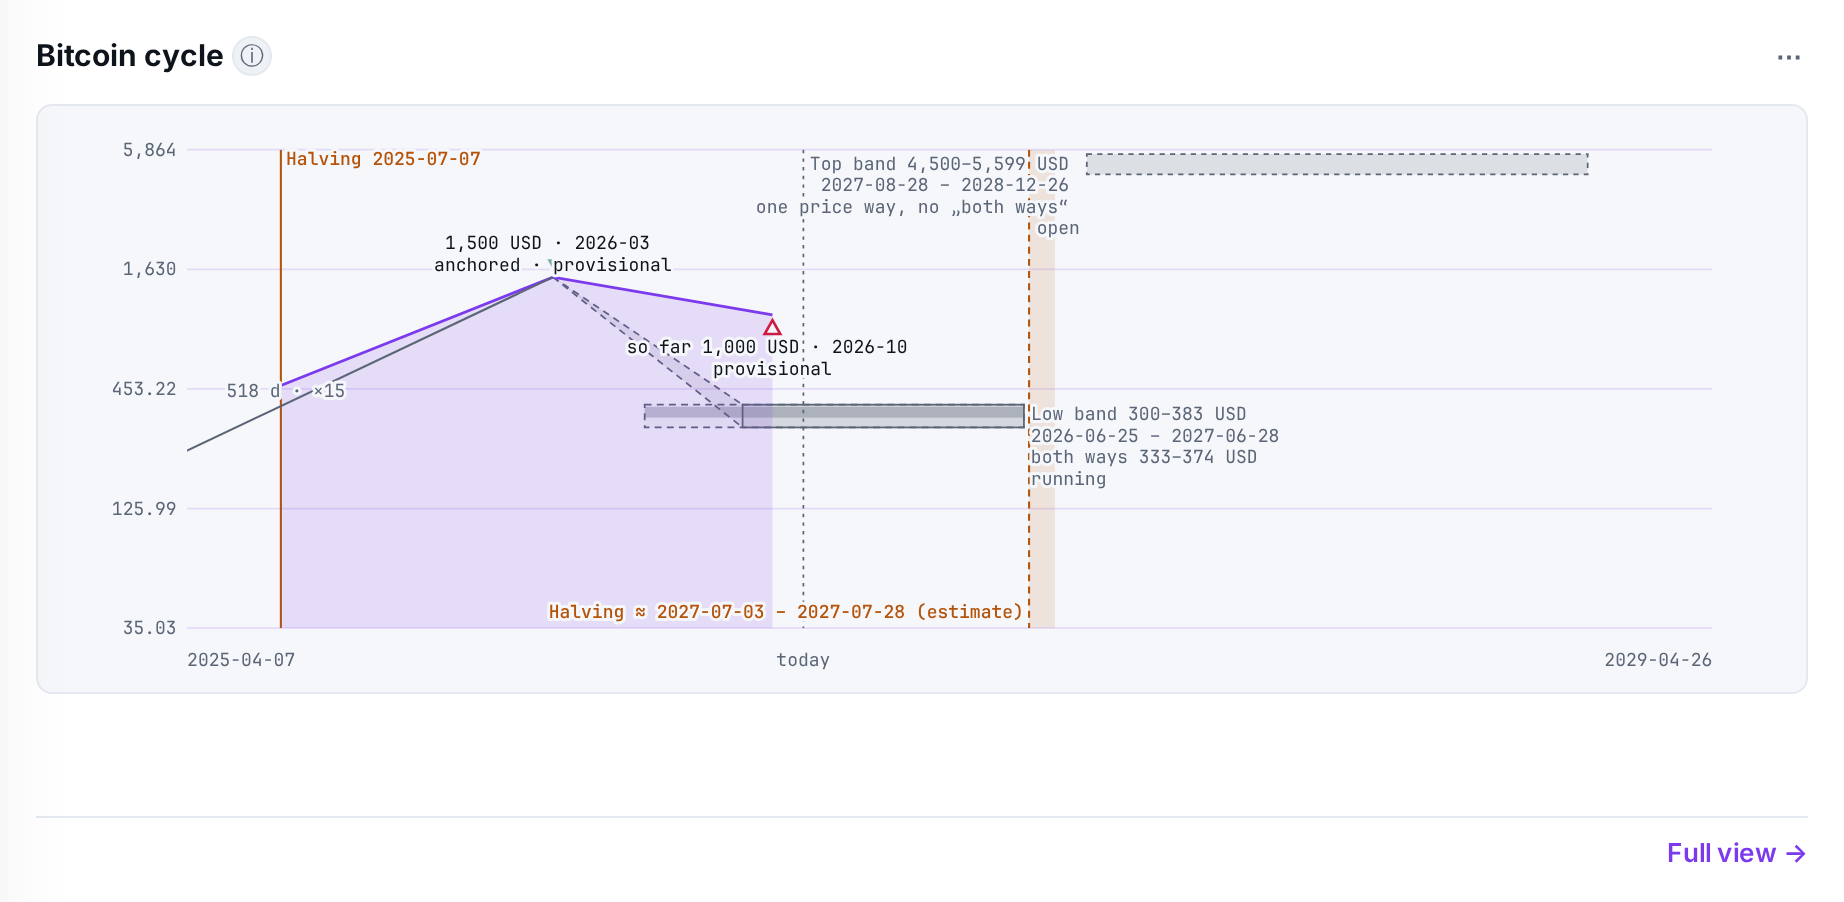 Bitcoin cycle ⓘ
...
5,864
Halving 2025-07-07
Top band 4,500–5,599 USD
2027-08-28 – 2028-12-26
one price way, no „both ways“
open
1,500 USD · 2026-03
anchored · provisional
1,630
so far 1,000 USD · 2026-10
provisional
453.22
518 d · ×15
Low band 300–383 USD
2026-06-25 – 2027-06-28
both ways 333–374 USD
running
125.99
Halving ≈ 2027-07-03 – 2027-07-28 (estimate)
35.03
2025-04-07
today
2029-04-26
Full view →